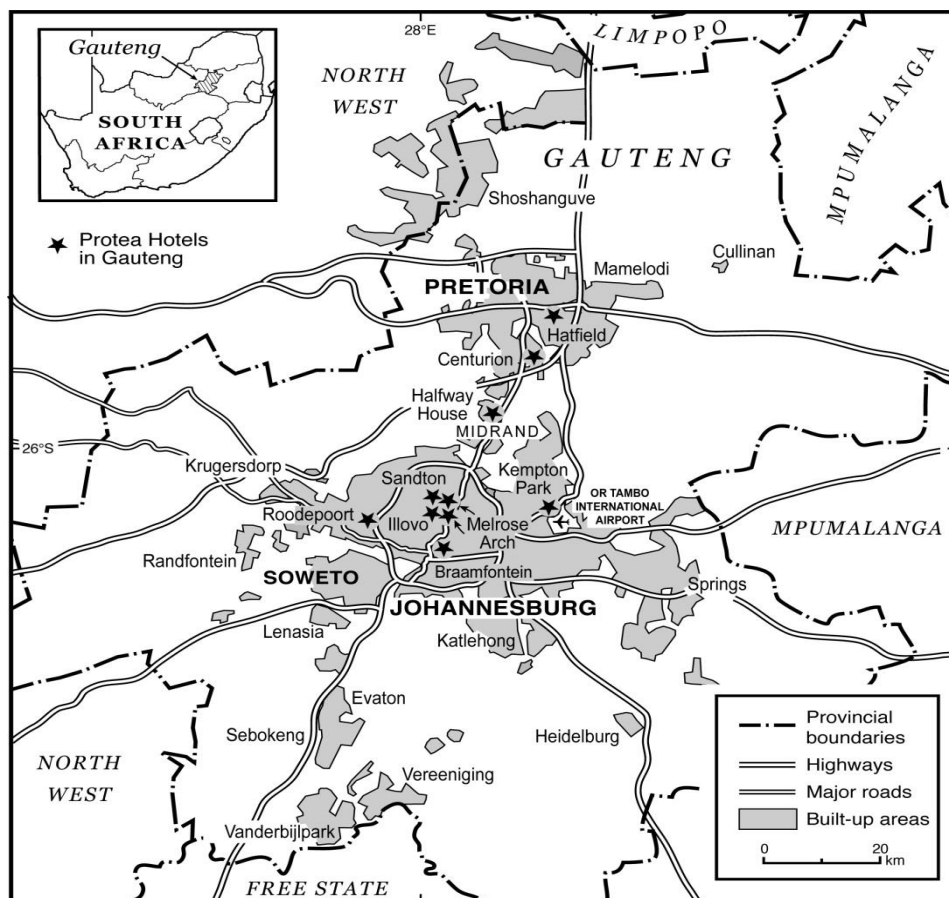 28°E
LIMPOPO
Gauteng
SOUTH
AFRICA
NORTH
WEST
MPUMALANGA
GAUTENG
Shoshanguve
★ Protea Hotels
in Gauteng
Cullinan
Mamelodi
PRETORIA
Hatfield
Centurion
Halfway
House
MIDRAND
26°S
Krugersdorp
Sandton
Kempton
Park
OR TAMBO
INTERNATIONAL
AIRPORT
Roodepoort
Illovo
Melrose
Arch
MPUMALANGA
Randfontein
Braamfontein
SOWETO
Springs
JOHANNESBURG
Lenasia
Katlehong
Evaton
Sebokeng
Heidelburg
NORTH
WEST
Vereeniging
Vanderbijlpark
FREE STATE
Provincial
boundaries
Highways
Major roads
Built-up areas
0 20
km